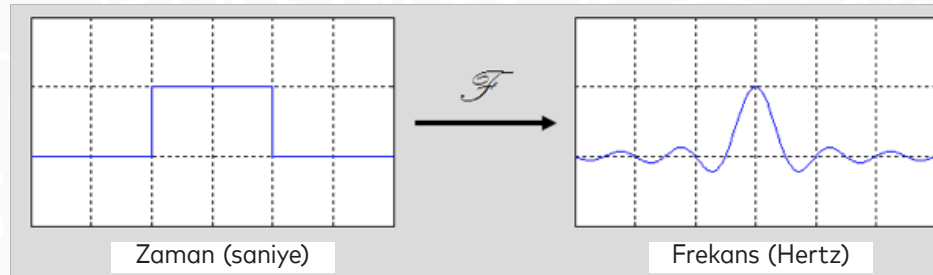 ℱ
Zaman (saniye)
Frekans (Hertz)